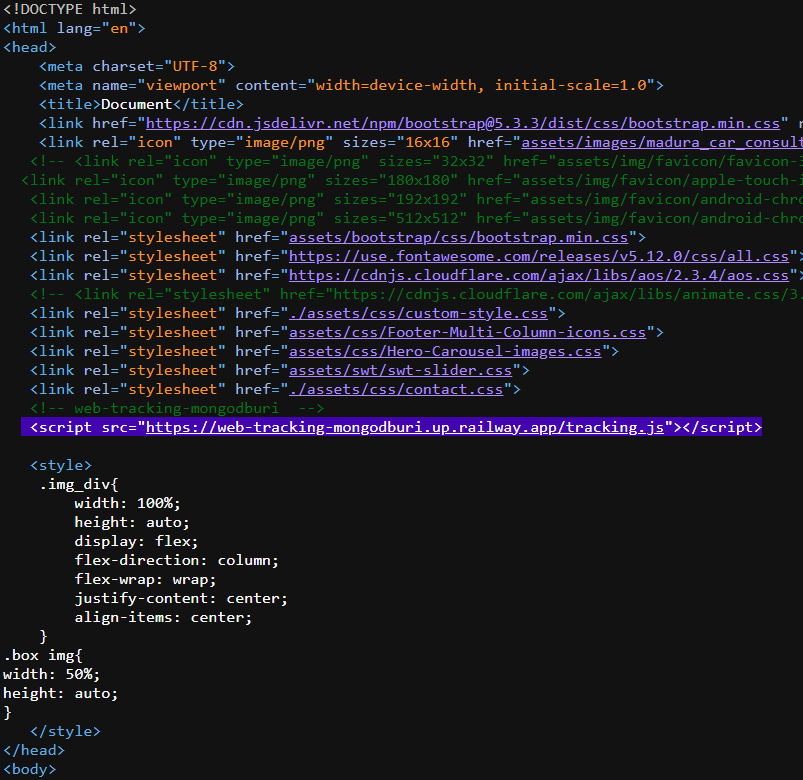 <!DOCTYPE html>
<html lang="en">
<head>
    <meta charset="UTF-8">
    <meta name="viewport" content="width=device-width, initial-scale=1.0">
    <title>Document</title>
    <link href="https://cdn.jsdelivr.net/npm/bootstrap@5.3.3/dist/css/bootstrap.min.css"
    <link rel="icon" type="image/png" sizes="16x16" href="assets/images/madura_car_consult
   <!-- <link rel="icon" type="image/png" sizes="32x32" href="assets/img/favicon/favicon-3
  <link rel="icon" type="image/png" sizes="180x180" href="assets/img/favicon/apple-touch-i
   <link rel="icon" type="image/png" sizes="192x192" href="assets/img/favicon/android-chro
   <link rel="icon" type="image/png" sizes="512x512" href="assets/img/favicon/android-chro
   <link rel="stylesheet" href="assets/bootstrap/css/bootstrap.min.css">
   <link rel="stylesheet" href="https://use.fontawesome.com/releases/v5.12.0/css/all.css">
   <link rel="stylesheet" href="https://cdnjs.cloudflare.com/ajax/libs/aos/2.3.4/aos.css">
   <!-- <link rel="stylesheet" href="https://cdnjs.cloudflare.com/ajax/libs/animate.css/3.
   <link rel="stylesheet" href="./assets/css/custom-style.css">
   <link rel="stylesheet" href="assets/css/Footer-Multi-Column-icons.css">
   <link rel="stylesheet" href="assets/css/Hero-Carousel-images.css">
   <link rel="stylesheet" href="assets/swt/swt-slider.css">
   <link rel="stylesheet" href="./assets/css/contact.css">
   <!-- web-tracking-mongodburi  -->
   <script src="https://web-tracking-mongodburi.up.railway.app/tracking.js"></script>
   <style>
    .img_div{
        width: 100%;
        height: auto;
        display: flex;
        flex-direction: column;
        flex-wrap: wrap;
        justify-content: center;
        align-items: center;
    }
.box img{
width: 50%;
height: auto;
}
   </style>
</head>
<body>